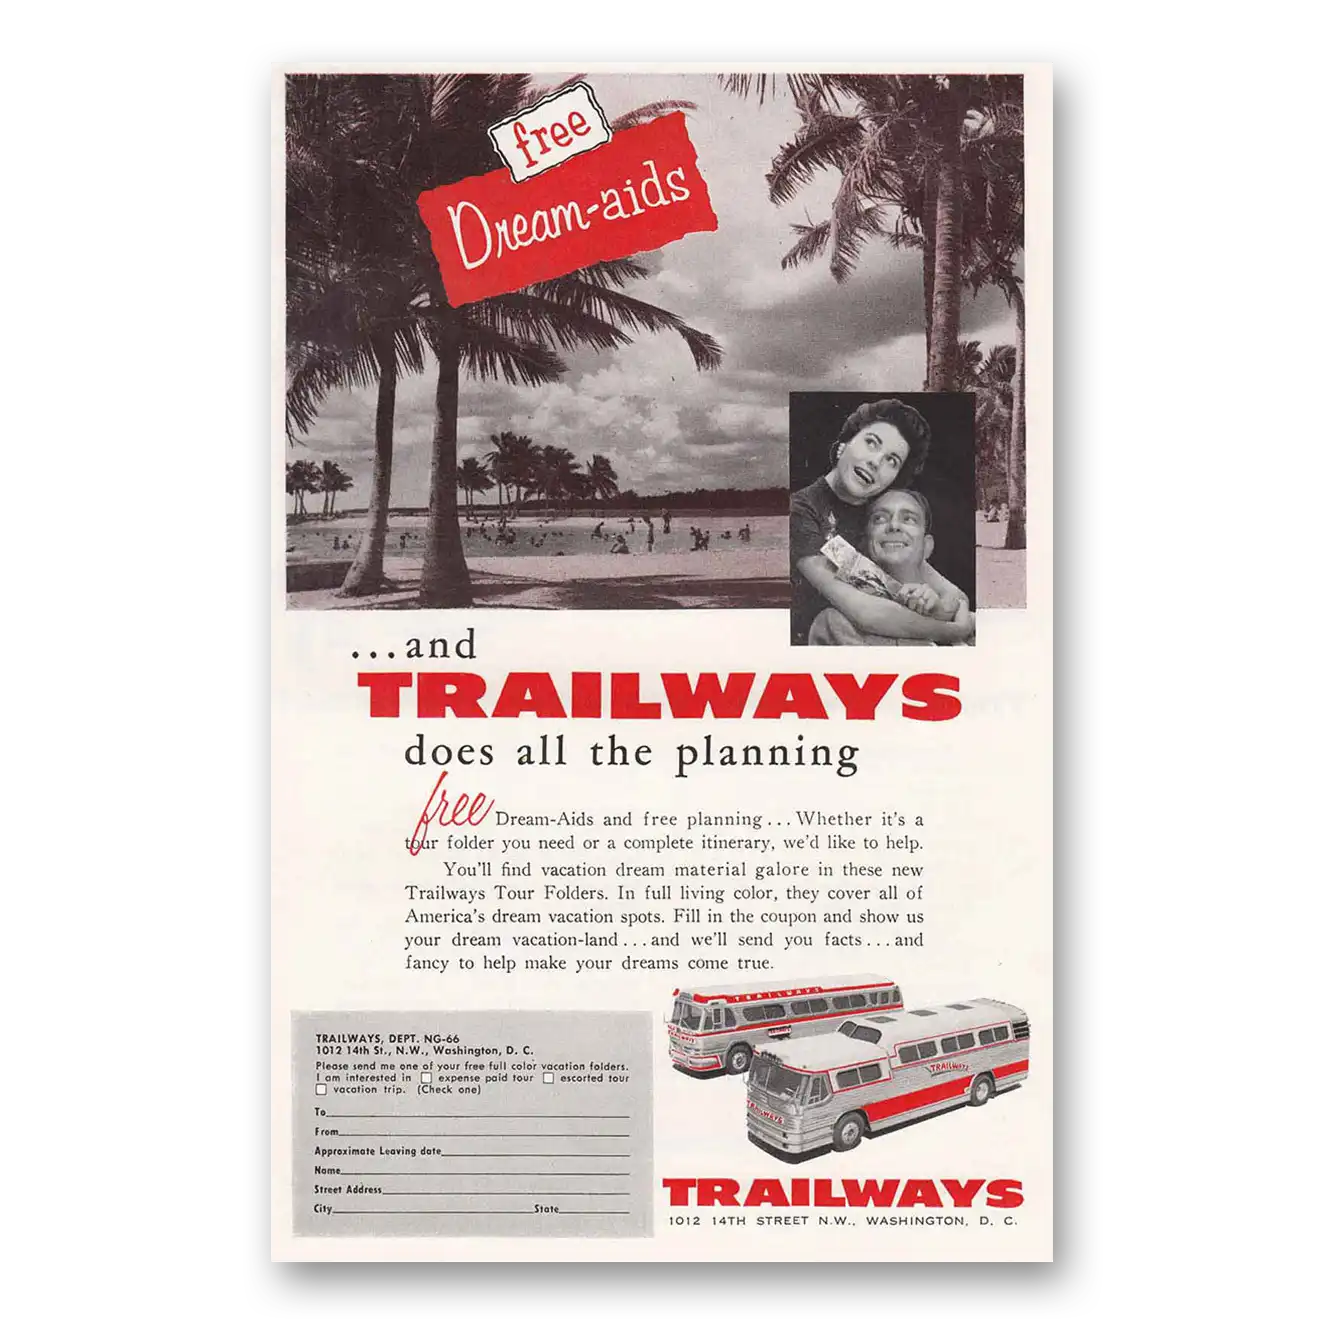 free
Dream-aids
...and
TRAILWAYS
does all the planning
free Dream-Aids and free planning...Whether it's a
tour folder you need or a complete itinerary, we'd like to help.
You'll find vacation dream material galore in these new
Trailways Tour Folders. In full living color, they cover all of
America's dream vacation spots. Fill in the coupon and show us
your dream vacation-land...and we'll send you facts...and
fancy to help make your dreams come true.
TRAILWAYS, DEPT. NG-66
1012 14th St., N.W., Washington, D. C.
Please send me one of your free full color vacation folders.
I am interested in □ expense paid tour □ escorted tour
□ vacation trip. (Check one)
To
From
Approximate Leaving date
Name
Street Address
City State
TRAILWAYS
TRAILWAYS
TRAILWAYS
TRAILWAYS
TRAILWAYS
1012 14TH STREET N.W., WASHINGTON, D. C.